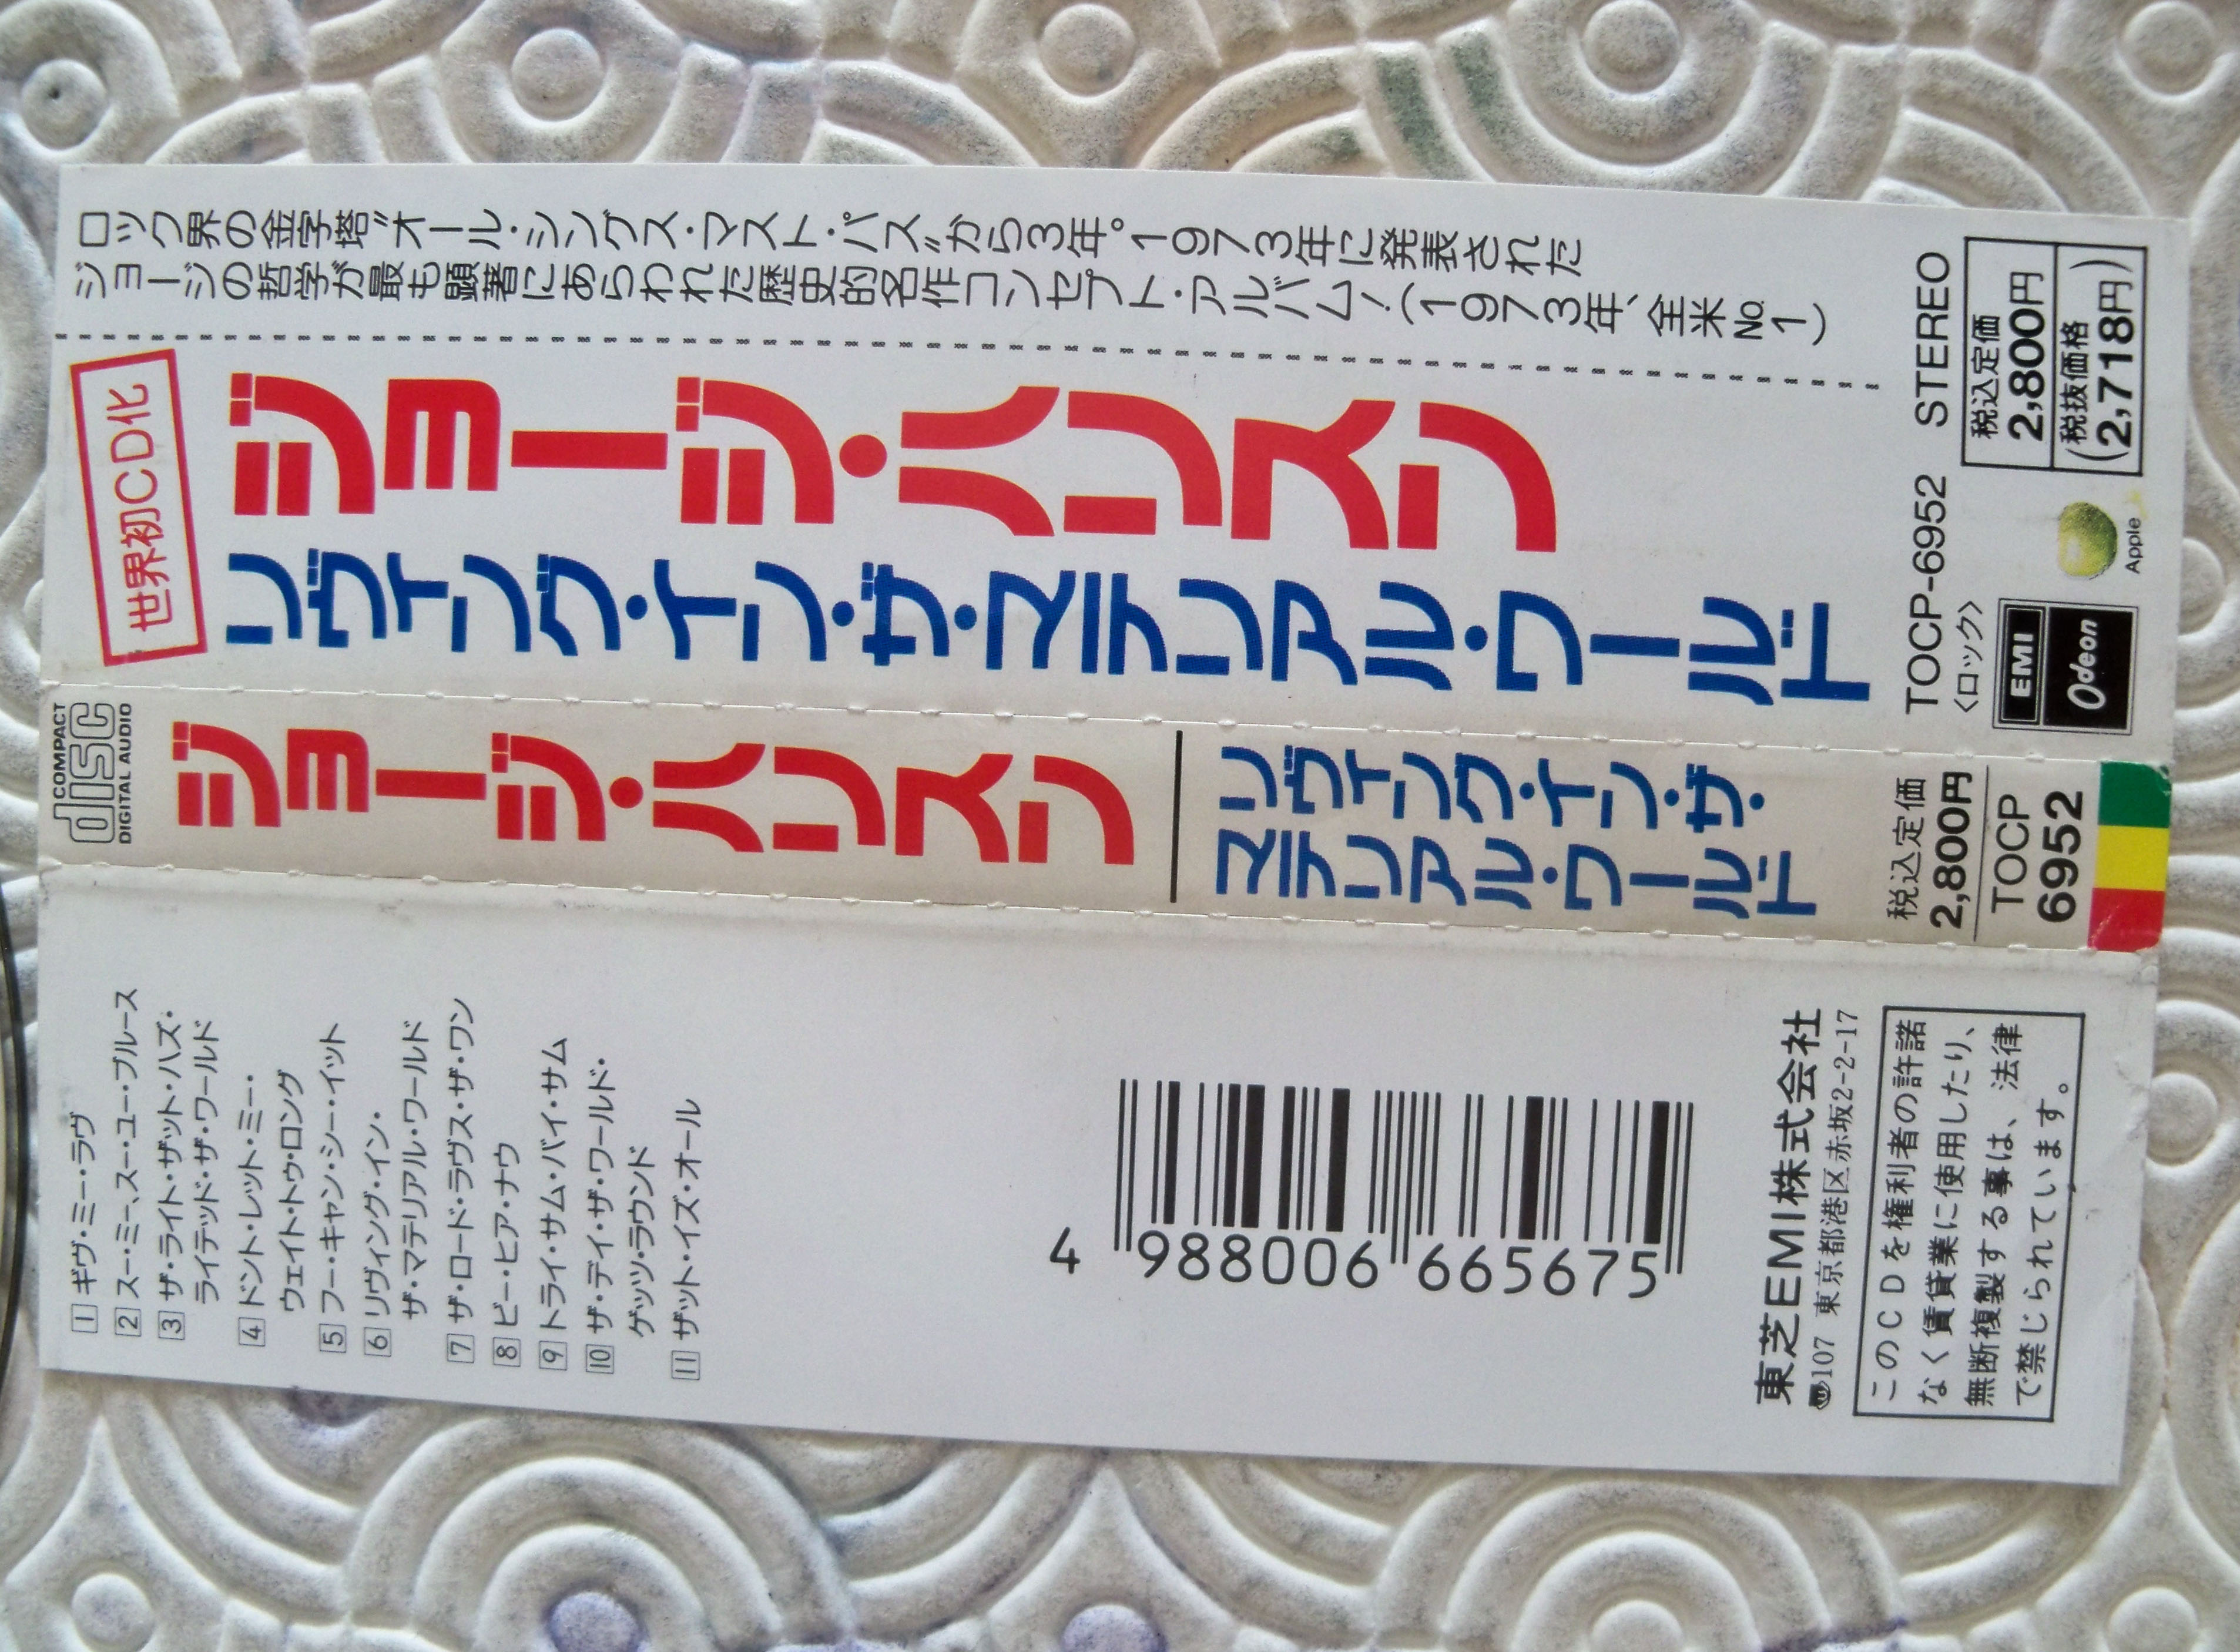 ロック界の金字塔“オール・シングス・マスト・パス”から3年。1973年に発表された
ジョージの哲学が最も顕著にあらわれた歴史的名作コンセプト・アルバム!(1973年、全米No.1)
世界初CD化
ジョージ・ハリスン
リヴィング・イン・ザ・マテリアル・ワールド
TOCP-6952 STEREO
〈ロック〉
税込定価
2,800円
(税抜価格
2,718円)
EMI
Odeon
Apple
COMPACT
disc
DIGITAL AUDIO
ジョージ・ハリスン
リヴィング・イン・ザ・
マテリアル・ワールド
税込定価
2,800円
TOCP
6952
1 ギヴ・ミー・ラヴ
2 スー・ミー、スー・ユー・ブルース
3 ザ・ライト・ザット・ハズ・
ライテッド・ザ・ワールド
4 ドント・レット・ミー・
ウェイト・トゥ・ロング
5 フー・キャン・シー・イット
6 リヴィング・イン・
ザ・マテリアル・ワールド
7 ザ・ロード・ラヴス・ザ・ワン
8 ビー・ヒア・ナウ
9 トライ・サム・バイ・サム
10 ザ・デイ・ザ・ワールド・
ゲッツ・ラウンド
11 ザット・イズ・オール
4 988006 665675
東芝EMI株式会社
107 東京都港区赤坂2-2-17
このCDを権利者の許諾
なく賃貸業に使用したり、
無断複製する事は、法律
で禁じられています。